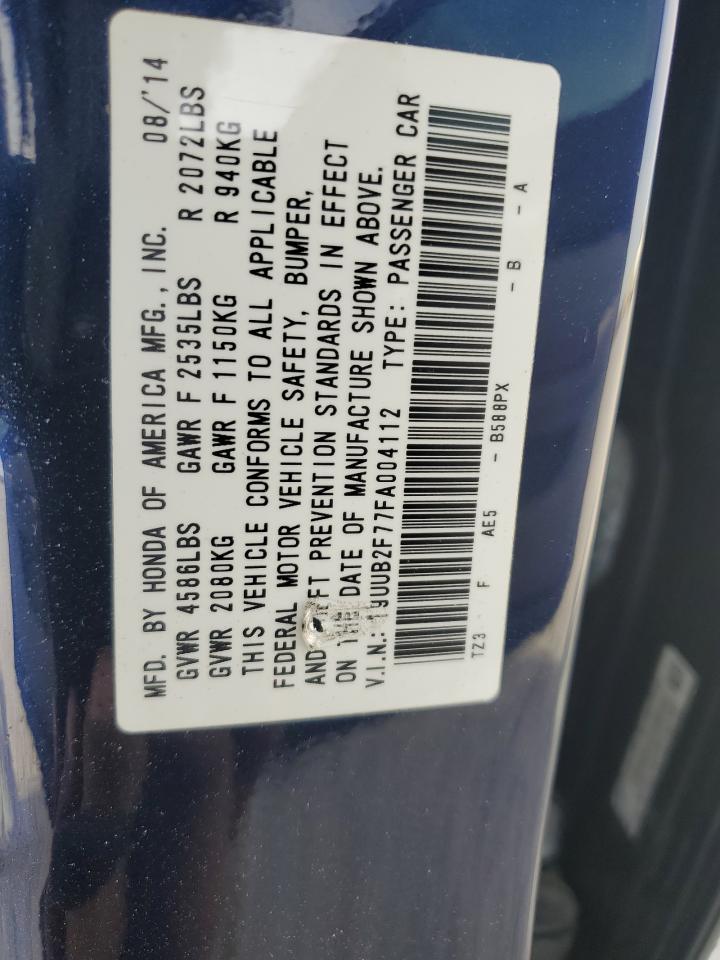 MFD. BY HONDA OF AMERICA MFG., INC. 08/'14
GVWR 4586LBS GAWR F 2535LBS R 2072LBS
GVWR 2080KG GAWR F 1150KG R 940KG
THIS VEHICLE CONFORMS TO ALL APPLICABLE
FEDERAL MOTOR VEHICLE SAFETY, BUMPER,
AND PREVENTION STANDARDS IN EFFECT
ON THE DATE OF MANUFACTURE SHOWN ABOVE.
V.I.N.: 19UUB2F77FA004112 TYPE: PASSENGER CAR
TZ3 F AE5 - B588PX - B - A